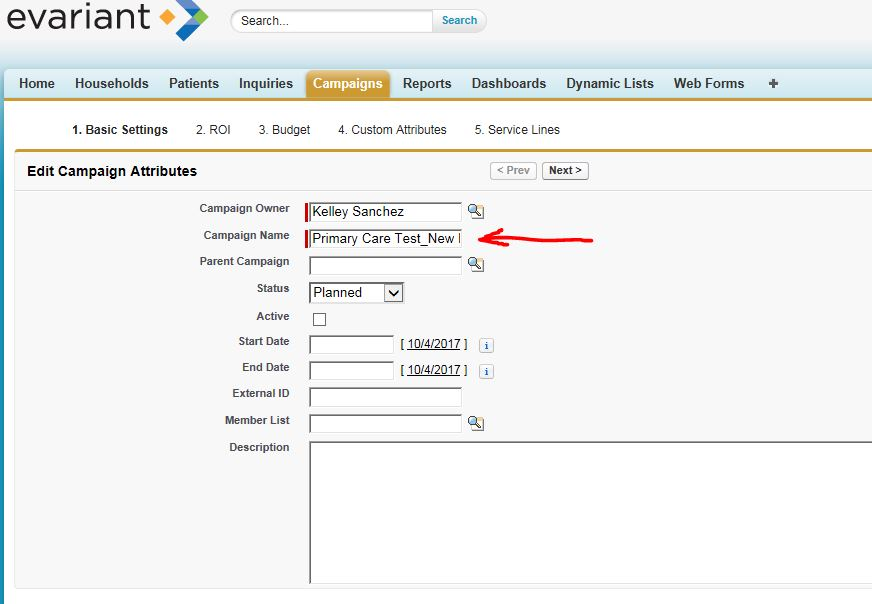 evariant
Search... Search
Home Households Patients Inquiries Campaigns Reports Dashboards Dynamic Lists Web Forms +
1. Basic Settings 2. ROI 3. Budget 4. Custom Attributes 5. Service Lines
Edit Campaign Attributes < Prev Next >
Campaign Owner Kelley Sanchez
Campaign Name Primary Care Test_New
Parent Campaign
Status Planned
Active
Start Date [ 10/4/2017 ] i
End Date [ 10/4/2017 ] i
External ID
Member List
Description